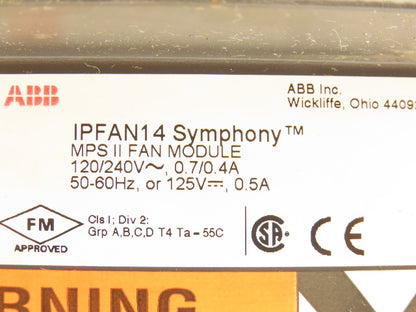 ABB
ABB Inc.
Wickliffe, Ohio 4409
IPFAN14 Symphony™
MPS II FAN MODULE
120/240V~, 0.7/0.4A
50-60Hz, or 125V⎓, 0.5A
FM
APPROVED
Cls I; Div 2:
Grp A,B,C,D T4 Ta=55C
SA
CE
RNING